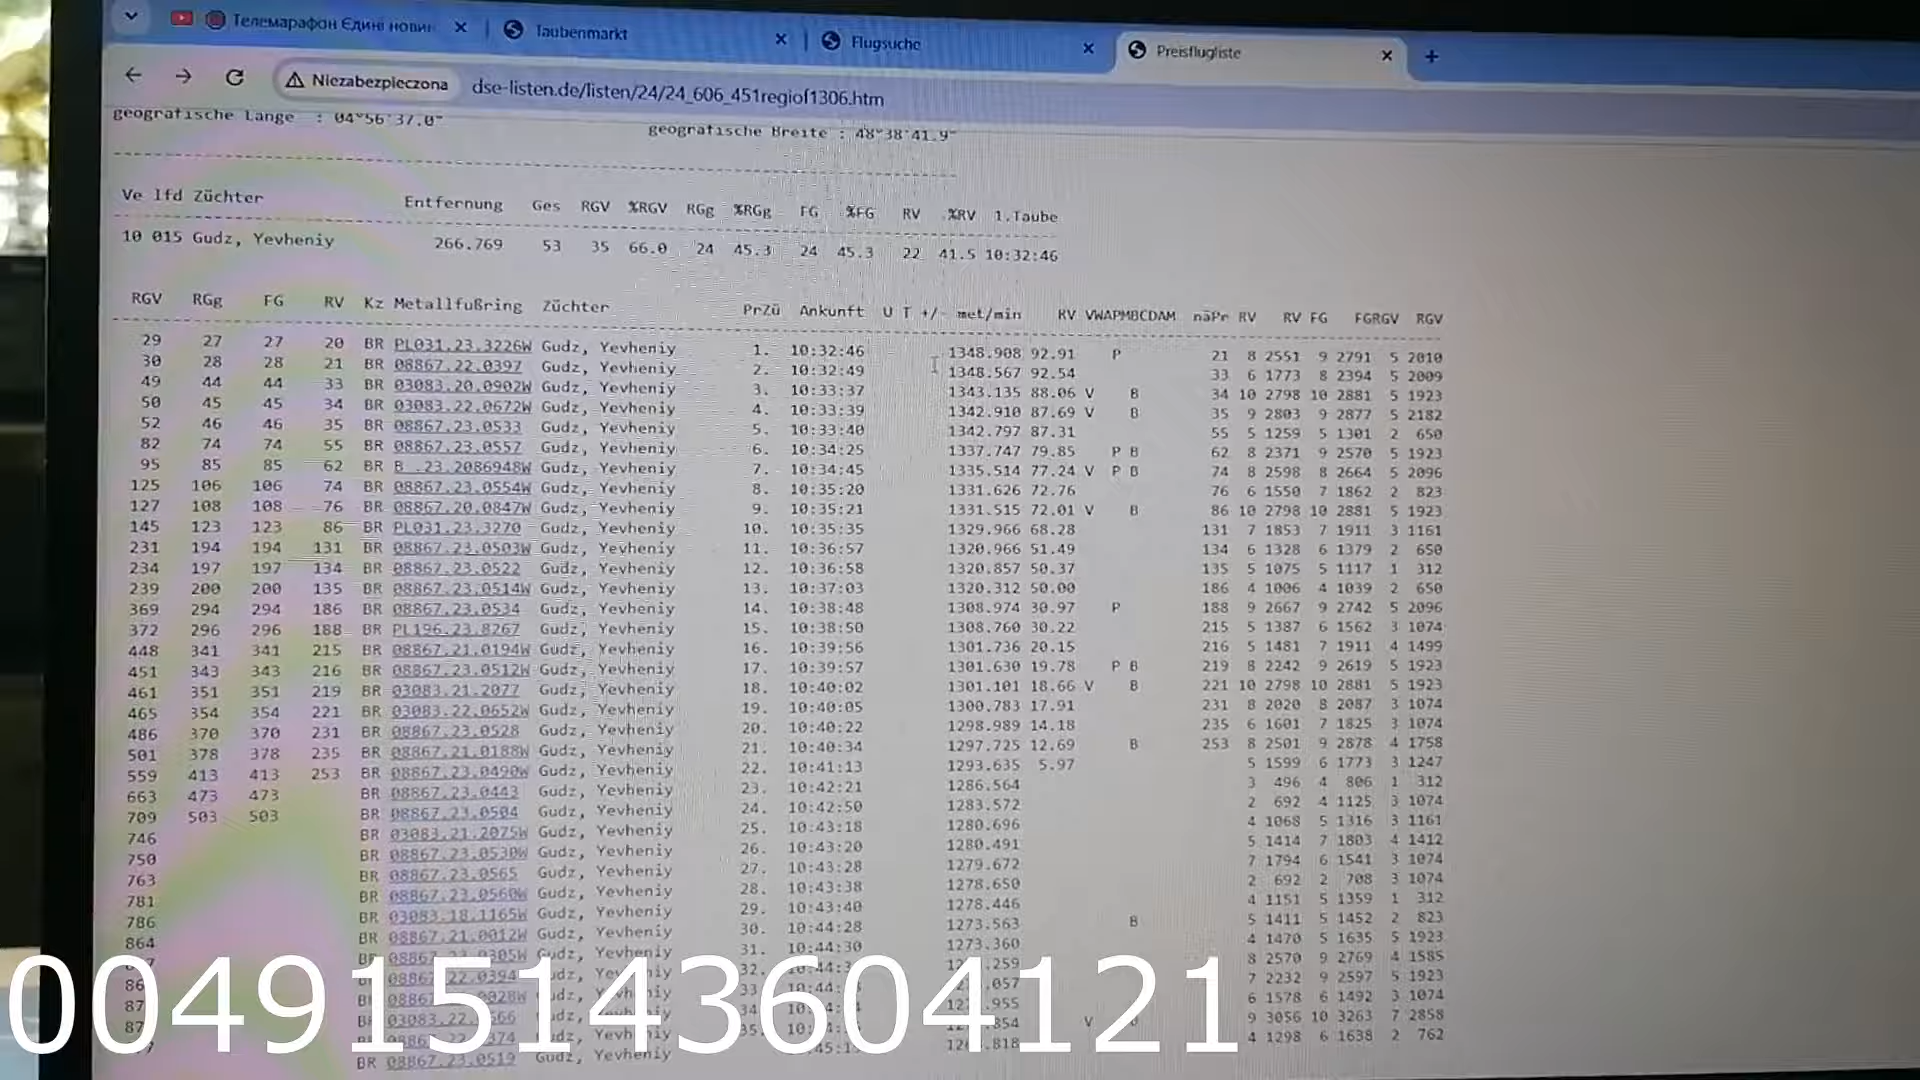 Телемарафон Єдині новин
Taubenmarkt
Flugsuche
Preisflugliste
Niezabezpieczona dse-listen.de/listen/24/24_606_451regiof1306.htm
geografische Länge : 04°56'37.0" geografische Breite : 48°38'41.9"
Ve lfd Züchter Entfernung Ges RGV %RGV RGg %RGg FG %FG RV %RV 1.Taube
10 015 Gudz, Yevheniy 266.769 53 35 66.0 24 45.3 24 45.3 22 41.5 10:32:46
RGV RGg FG RV Kz Metallfußring Züchter PrZü Ankunft U T +/- met/min RV VWAPMBCDAM näPr RV RV FG FGRGV RGV
29 27 27 20 BR PL031.23.3226W Gudz, Yevheniy 1. 10:32:46 1348.908 92.91 P 21 8 2551 9 2791 5 2010
30 28 28 21 BR 08867.22.0397 Gudz, Yevheniy 2. 10:32:49 1348.567 92.54 33 6 1773 8 2394 5 2009
49 44 44 33 BR 03083.20.0902W Gudz, Yevheniy 3. 10:33:37 1343.135 88.06 V B 34 10 2798 10 2881 5 1923
50 45 45 34 BR 03083.22.0672W Gudz, Yevheniy 4. 10:33:39 1342.910 87.69 V B 35 9 2803 9 2877 5 2182
52 46 46 35 BR 08867.23.0533 Gudz, Yevheniy 5. 10:33:40 1342.797 87.31 55 5 1259 5 1301 2 650
82 74 74 55 BR 08867.23.0557 Gudz, Yevheniy 6. 10:34:25 1337.747 79.85 P B 62 8 2371 9 2570 5 1923
95 85 85 62 BR B .23.2086948W Gudz, Yevheniy 7. 10:34:45 1335.514 77.24 V P B 74 8 2598 8 2664 5 2096
125 106 106 74 BR 08867.23.0554W Gudz, Yevheniy 8. 10:35:20 1331.626 72.76 76 6 1550 7 1862 2 823
127 108 108 76 BR 08867.20.0847W Gudz, Yevheniy 9. 10:35:21 1331.515 72.01 V B 86 10 2798 10 2881 5 1923
145 123 123 86 BR PL031.23.3270 Gudz, Yevheniy 10. 10:35:35 1329.966 68.28 131 7 1853 7 1911 3 1161
231 194 194 131 BR 08867.23.0503W Gudz, Yevheniy 11. 10:36:57 1320.966 51.49 134 6 1328 6 1379 2 650
234 197 197 134 BR 08867.23.0522 Gudz, Yevheniy 12. 10:36:58 1320.857 50.37 135 5 1075 5 1117 1 312
239 200 200 135 BR 08867.23.0514W Gudz, Yevheniy 13. 10:37:03 1320.312 50.00 186 4 1006 4 1039 2 650
369 294 294 186 BR 08867.23.0534 Gudz, Yevheniy 14. 10:38:48 1308.974 30.97 P 188 9 2667 9 2742 5 2096
372 296 296 188 BR PL196.23.8267 Gudz, Yevheniy 15. 10:38:50 1308.760 30.22 215 5 1387 6 1562 3 1074
448 341 341 215 BR 08867.21.0194W Gudz, Yevheniy 16. 10:39:56 1301.736 20.15 216 5 1481 7 1911 4 1499
451 343 343 216 BR 08867.23.0512W Gudz, Yevheniy 17. 10:39:57 1301.630 19.78 P B 219 8 2242 9 2619 5 1923
461 351 351 219 BR 03083.21.2077 Gudz, Yevheniy 18. 10:40:02 1301.101 18.66 V B 221 10 2798 10 2881 5 1923
465 354 354 221 BR 03083.22.0652W Gudz, Yevheniy 19. 10:40:05 1300.783 17.91 231 8 2020 8 2087 3 1074
486 370 370 231 BR 08867.23.0528 Gudz, Yevheniy 20. 10:40:22 1298.989 14.18 235 6 1601 7 1825 3 1074
501 378 378 235 BR 08867.21.0188W Gudz, Yevheniy 21. 10:40:34 1297.725 12.69 B 253 8 2501 9 2878 4 1758
559 413 413 253 BR 08867.23.0490W Gudz, Yevheniy 22. 10:41:13 1293.635 5.97 5 1599 6 1773 3 1247
663 473 473 BR 08867.23.0443 Gudz, Yevheniy 23. 10:42:21 1286.564 3 496 4 806 1 312
709 503 503 BR 08867.23.0504 Gudz, Yevheniy 24. 10:42:50 1283.572 2 692 4 1125 3 1074
746 BR 03083.21.2075W Gudz, Yevheniy 25. 10:43:18 1280.696 4 1068 5 1316 3 1161
750 BR 08867.23.0530W Gudz, Yevheniy 26. 10:43:20 1280.491 5 1414 7 1803 4 1412
763 BR 08867.23.0565 Gudz, Yevheniy 27. 10:43:28 1279.672 7 1794 6 1541 3 1074
781 BR 08867.23.0560W Gudz, Yevheniy 28. 10:43:38 1278.650 2 692 2 708 3 1074
786 BR 03083.18.1165W Gudz, Yevheniy 29. 10:43:40 1278.446 4 1151 5 1359 1 312
864 BR 08867.21.0012W Gudz, Yevheniy 30. 10:44:28 1273.563 B 5 1411 5 1452 2 823
Gudz, Yevheniy 31. 10:44:30 1273.360 4 1470 5 1635 5 1923
32. 8 2570 9 2769 4 1585
7 2232 9 2597 5 1923
6 1578 6 1492 3 1074
V 9 3056 10 3263 7 2858
BR 08867.23.0519 Gudz, Yevheniy 4 1298 6 1638 2 762
004915143604121